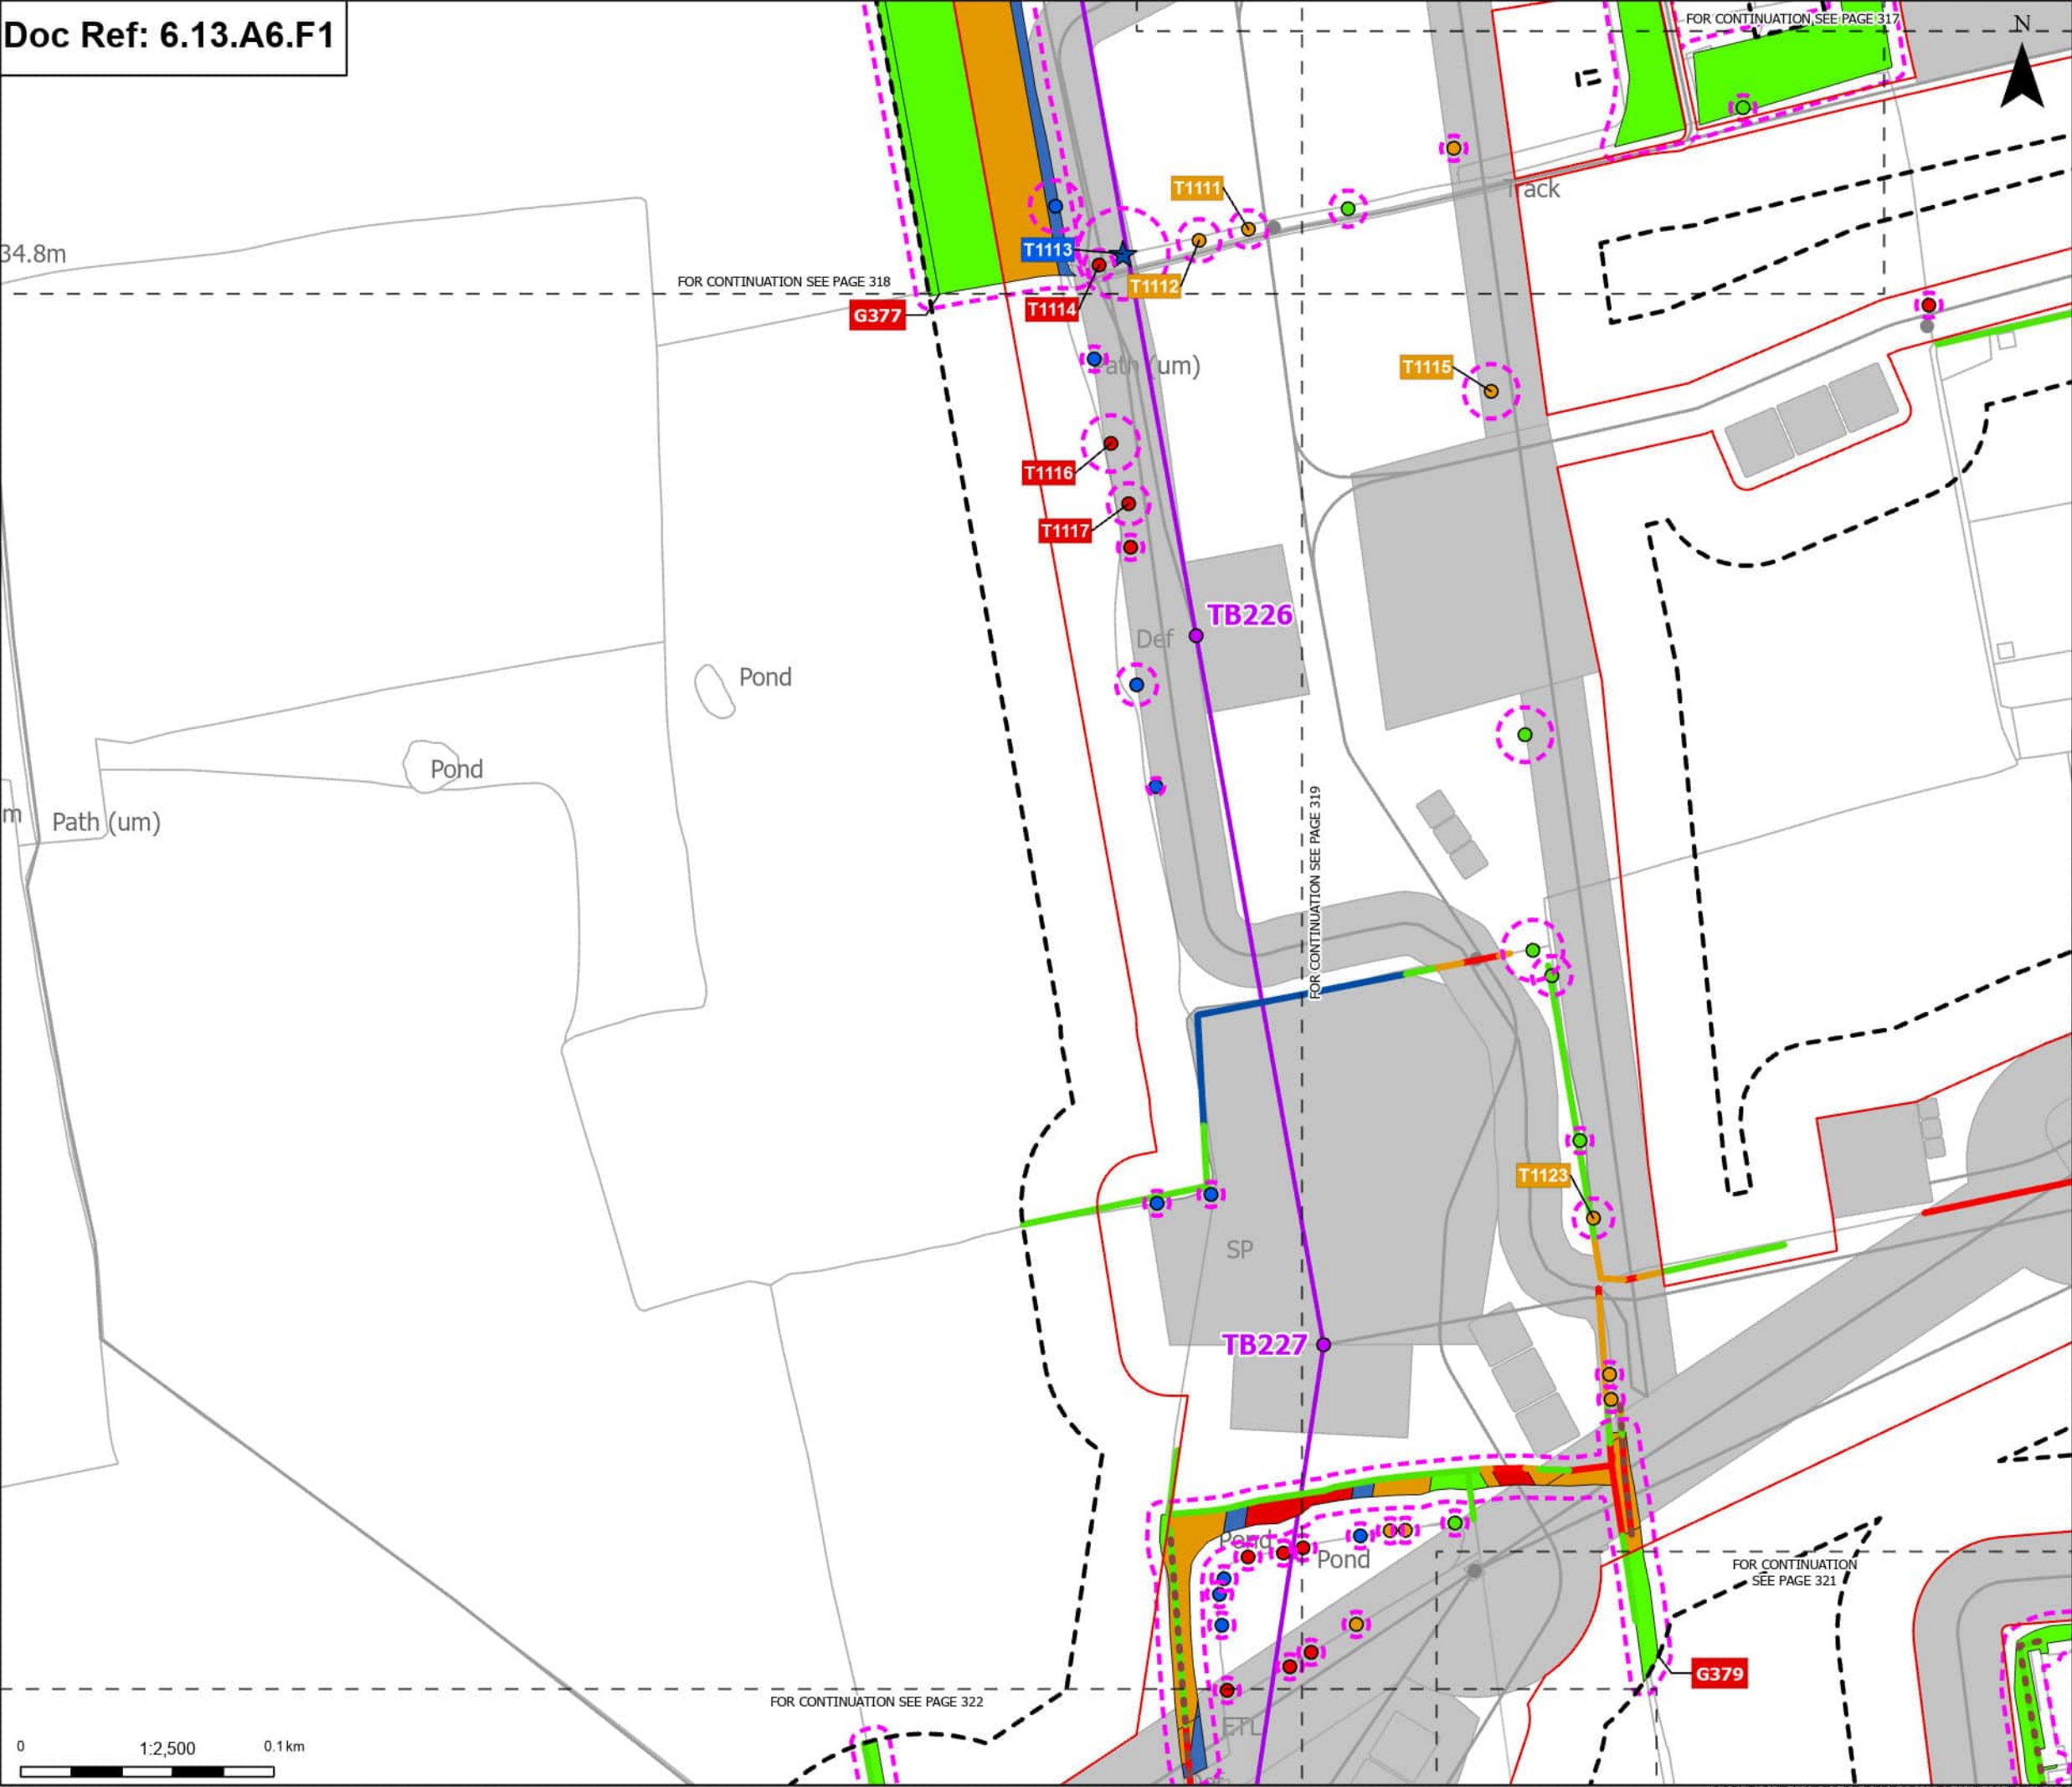 Doc Ref: 6.13.A6.F1
FOR CONTINUATION SEE PAGE 317
N
T1111
Track
34.8m
T1113
FOR CONTINUATION SEE PAGE 318
T1112
G377
T1114
Path (um)
T1115
T1116
T1117
TB226
Def
Pond
Pond
FOR CONTINUATION SEE PAGE 319
m
Path (um)
T1123
SP
TB227
Pond
Pond
FOR CONTINUATION
SEE PAGE 321
G379
FOR CONTINUATION SEE PAGE 322
ETL
0
1:2,500
0.1 km